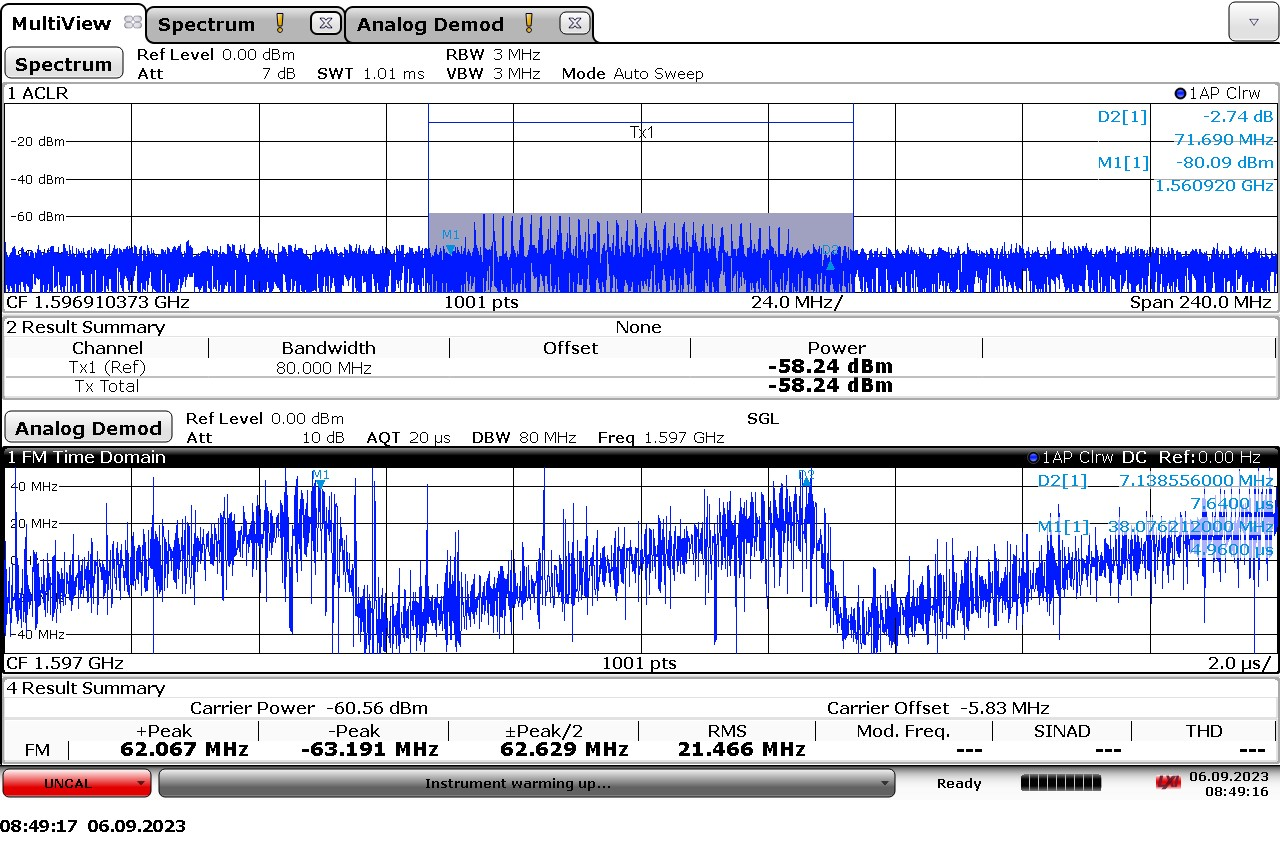 MultiView Spectrum ! Analog Demod !
Spectrum
Ref Level 0.00 dBm RBW 3 MHz
Att 7 dB SWT 1.01 ms VBW 3 MHz Mode Auto Sweep
1 ACLR 1AP Clrw
D2[1] -2.74 dB
71.690 MHz
M1[1] -80.09 dBm
1.560920 GHz
Tx1
-20 dBm
-40 dBm
-60 dBm
M1
D2
CF 1.596910373 GHz 1001 pts 24.0 MHz/ Span 240.0 MHz
2 Result Summary None
Channel Bandwidth Offset Power
Tx1 (Ref) 80.000 MHz -58.24 dBm
Tx Total -58.24 dBm
Analog Demod
Ref Level 0.00 dBm SGL
Att 10 dB AQT 20 µs DBW 80 MHz Freq 1.597 GHz
1 FM Time Domain 1AP Clrw DC Ref:0.00 Hz
M1 D2
D2[1] 7.138556000 MHz
7.6400 µs
M1[1] 38.076212000 MHz
4.9600 µs
40 MHz
20 MHz
-40 MHz
CF 1.597 GHz 1001 pts 2.0 µs/
4 Result Summary
Carrier Power -60.56 dBm Carrier Offset -5.83 MHz
+Peak -Peak ±Peak/2 RMS Mod. Freq. SINAD THD
FM 62.067 MHz -63.191 MHz 62.629 MHz 21.466 MHz --- --- ---
UNCAL Instrument warming up... Ready 06.09.2023
08:49:16
08:49:17 06.09.2023